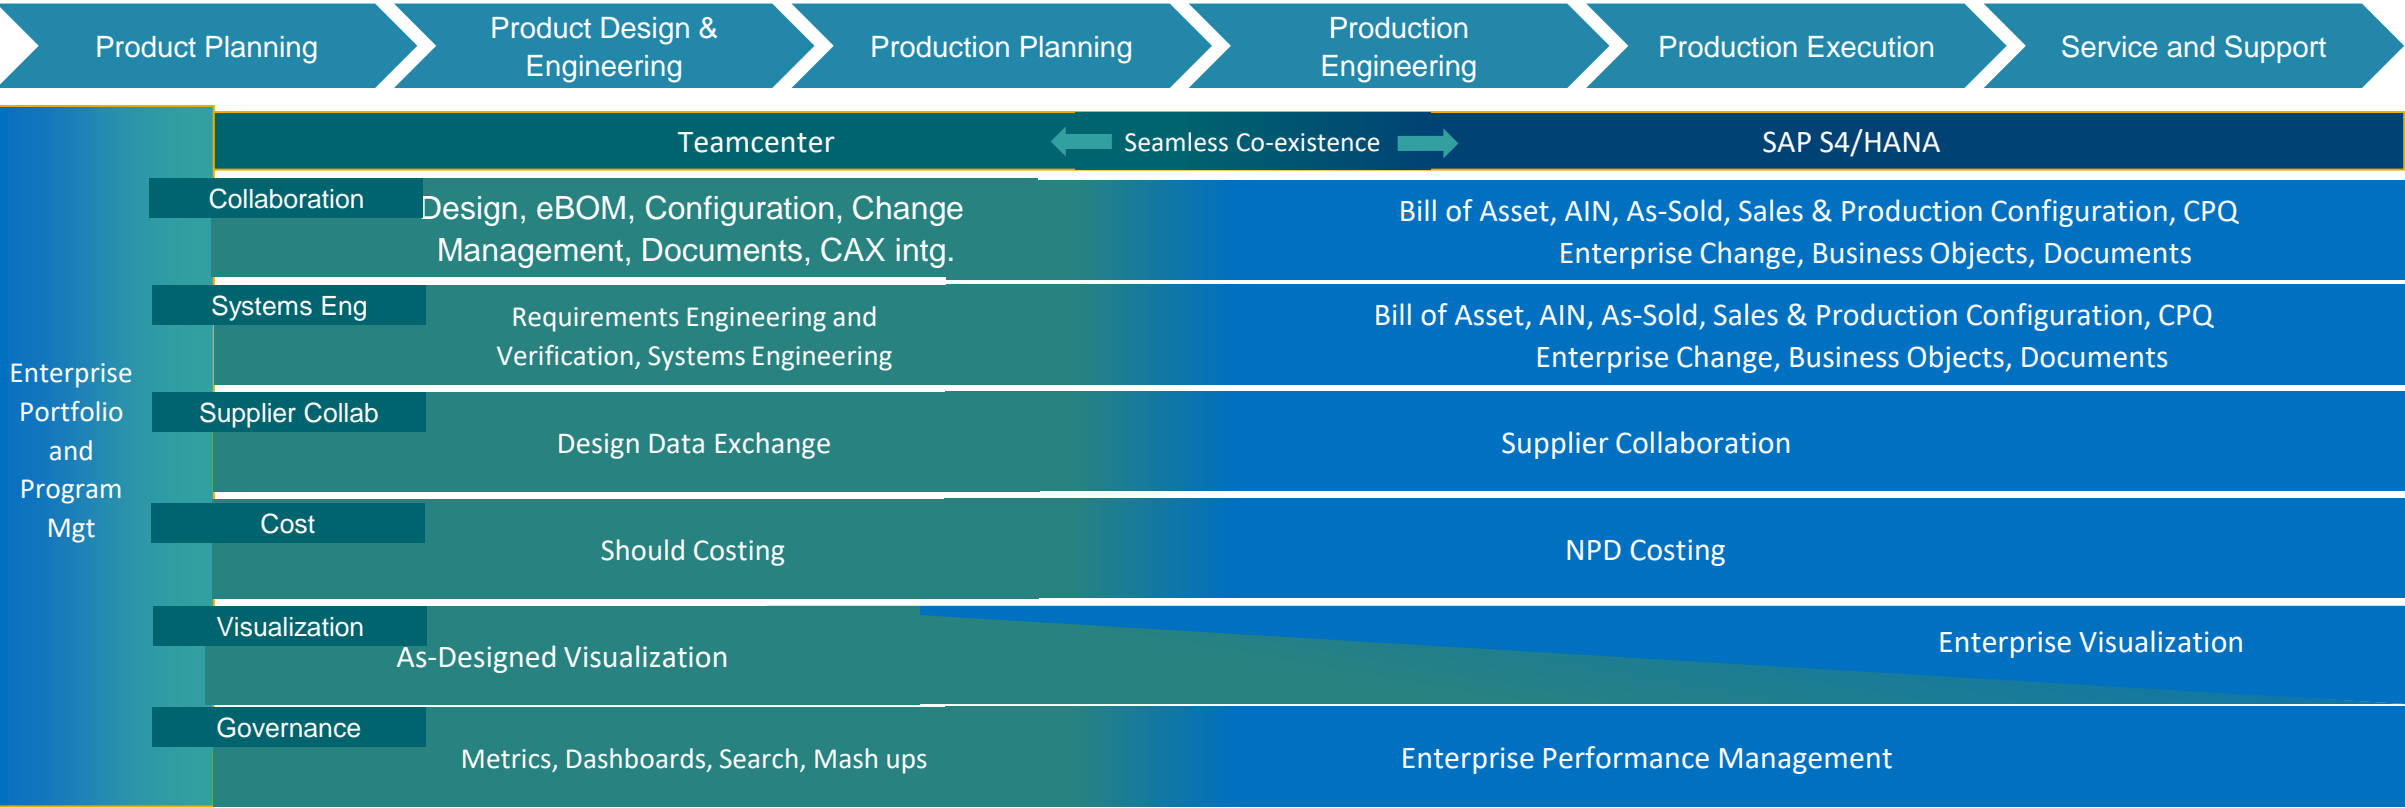 Product Planning
Product Design &
Engineering
Production Planning
Production
Engineering
Production Execution
Service and Support
Teamcenter
Seamless Co-existence
SAP S4/HANA
Enterprise
Portfolio
and
Program
Mgt
Collaboration
Design, eBOM, Configuration, Change
Management, Documents, CAX intg.
Bill of Asset, AIN, As-Sold, Sales & Production Configuration, CPQ
Enterprise Change, Business Objects, Documents
Systems Eng
Requirements Engineering and
Verification, Systems Engineering
Bill of Asset, AIN, As-Sold, Sales & Production Configuration, CPQ
Enterprise Change, Business Objects, Documents
Supplier Collab
Design Data Exchange
Supplier Collaboration
Cost
Should Costing
NPD Costing
Visualization
As-Designed Visualization
Enterprise Visualization
Governance
Metrics, Dashboards, Search, Mash ups
Enterprise Performance Management